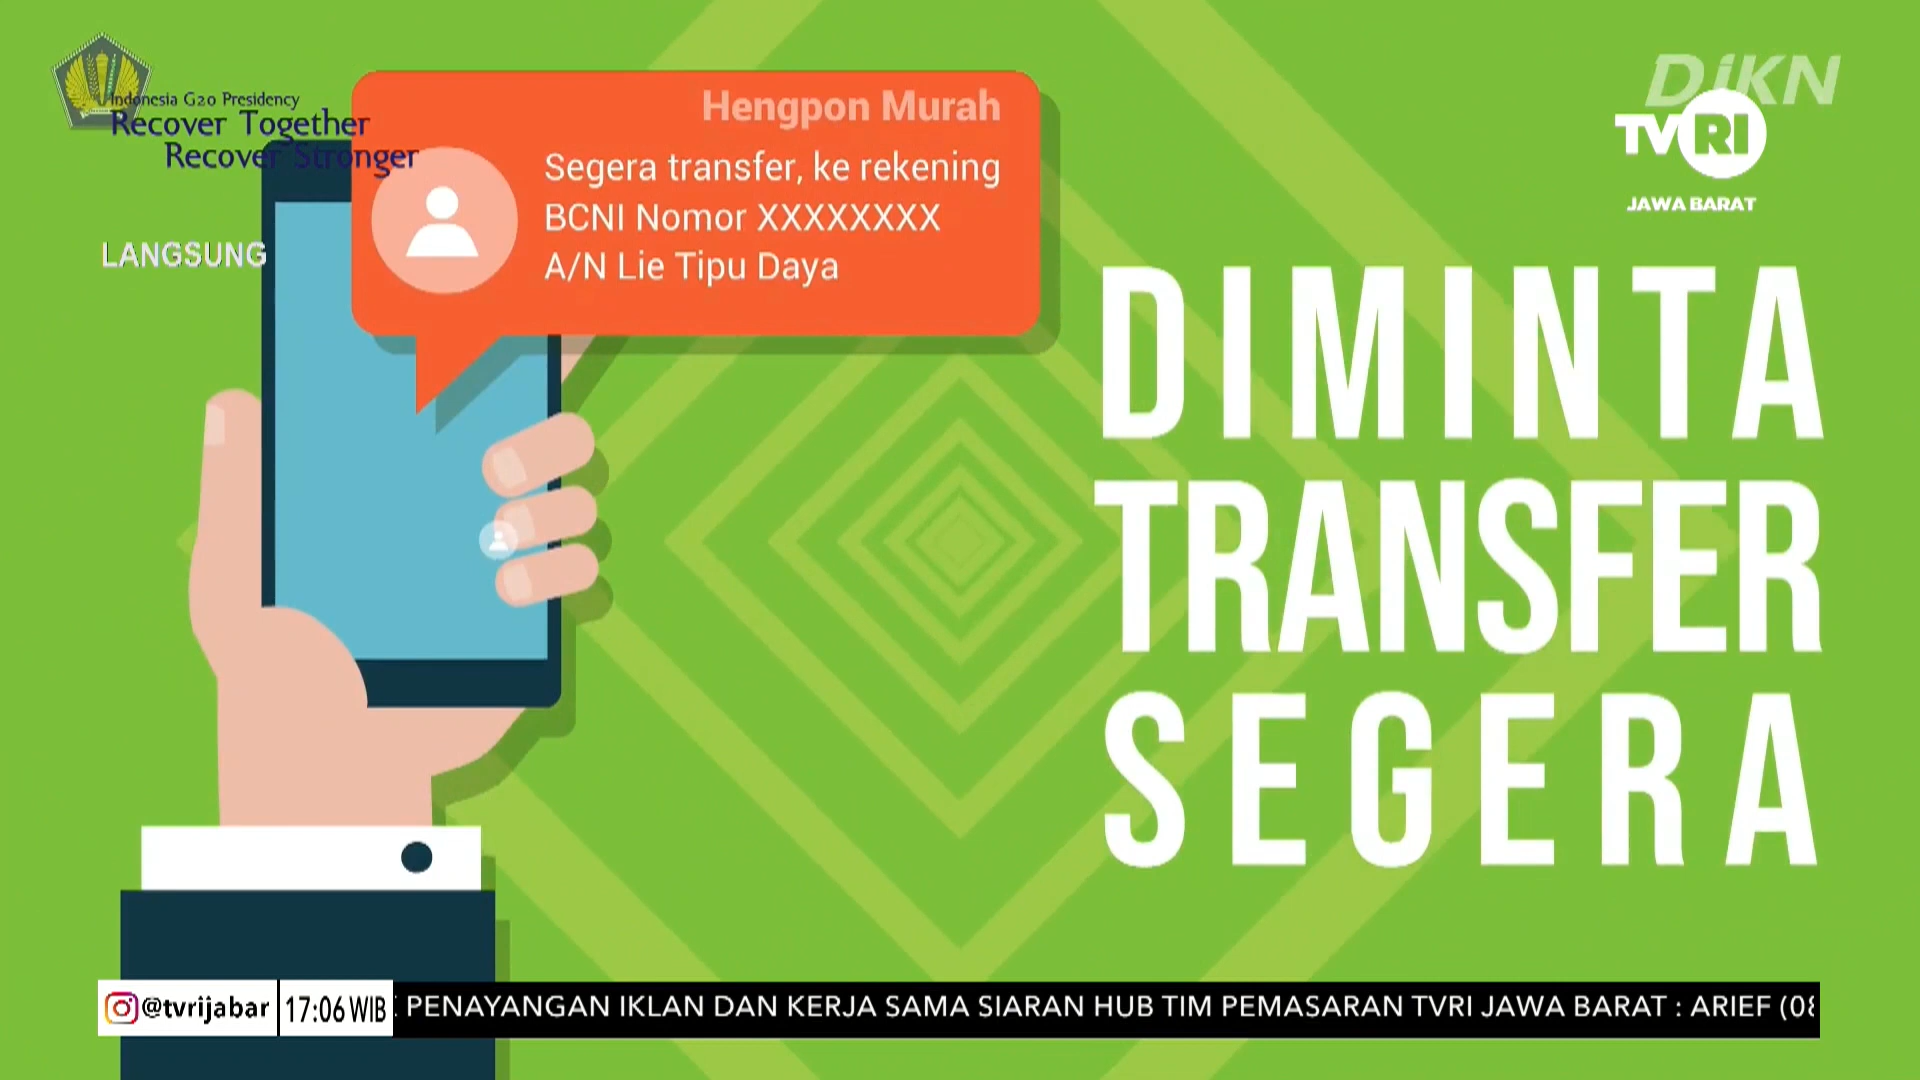 Indonesia G20 Presidency
Recover Together
Recover Stronger
LANGSUNG
Hengpon Murah
Segera transfer, ke rekening
BCNI Nomor XXXXXXXX
A/N Lie Tipu Daya
DJKN
TVRI
JAWA BARAT
DIMINTA
TRANSFER
SEGERA
@tvrijabar
17:06 WIB
PENAYANGAN IKLAN DAN KERJA SAMA SIARAN HUB TIM PEMASARAN TVRI JAWA BARAT : ARIEF (08